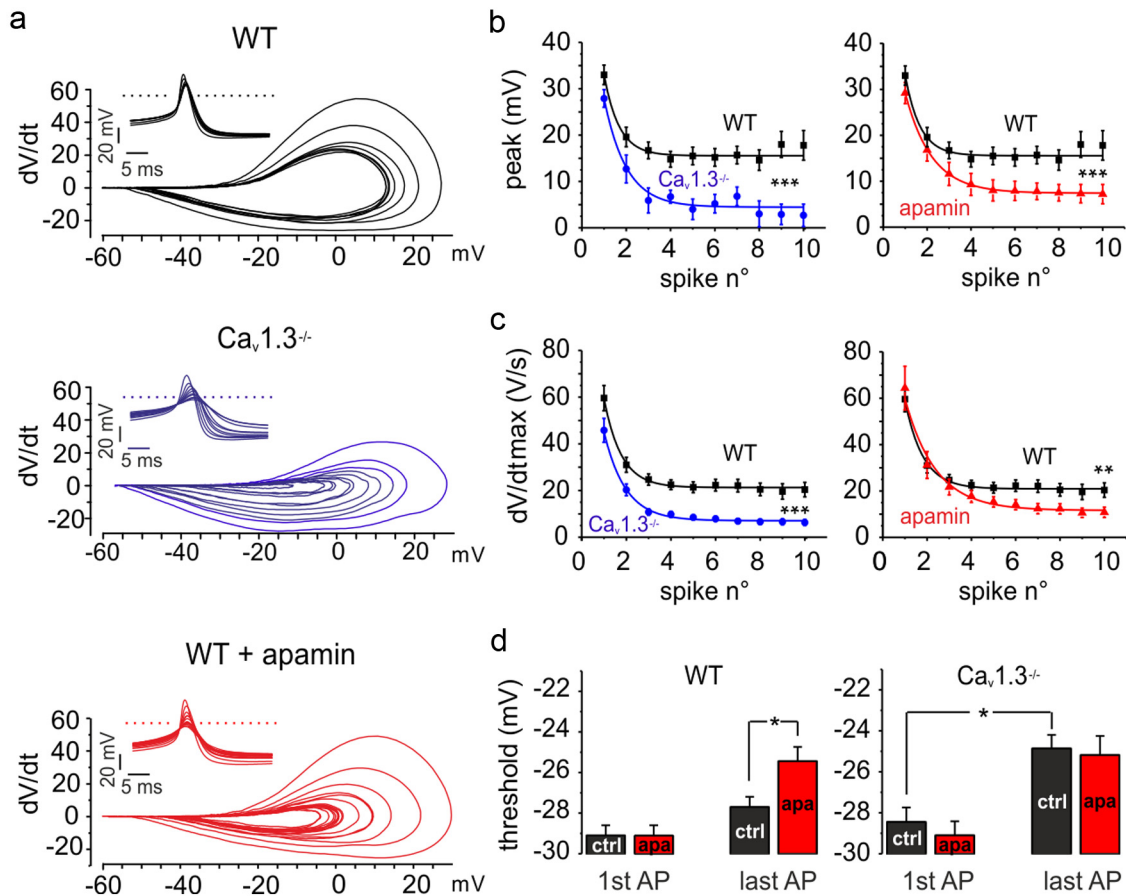 a
WT
dV/dt
60
40
20
0
-20
20 mV
5 ms
-60 -40 -20 0 20 mV
Cav1.3-/-
dV/dt
60
40
20
0
-20
20 mV
5 ms
-60 -40 -20 0 20
mV
WT + apamin
dV/dt
60
40
20
0
-20
20 mV
5 ms
-60 -40 -20 0 20
mV
b
peak (mV)
40
30
20
10
0
WT
Cav1.3-/-
***
0 2 4 6 8 10
spike n°
40
30
20
10
0
WT
***
apamin
0 2 4 6 8 10
spike n°
c
dV/dtmax (V/s)
80
60
40
20
0
WT
***
Cav1.3-/-
0 2 4 6 8 10
spike n°
80
60
40
20
0
WT
**
apamin
0 2 4 6 8 10
spike n°
d
threshold (mV)
WT
-22
-24
-26
-28
-30
*
ctrl apa ctrl apa
1st AP last AP
Cav1.3-/-
-22
-24
-26
-28
-30
*
ctrl apa ctrl apa
1st AP last AP